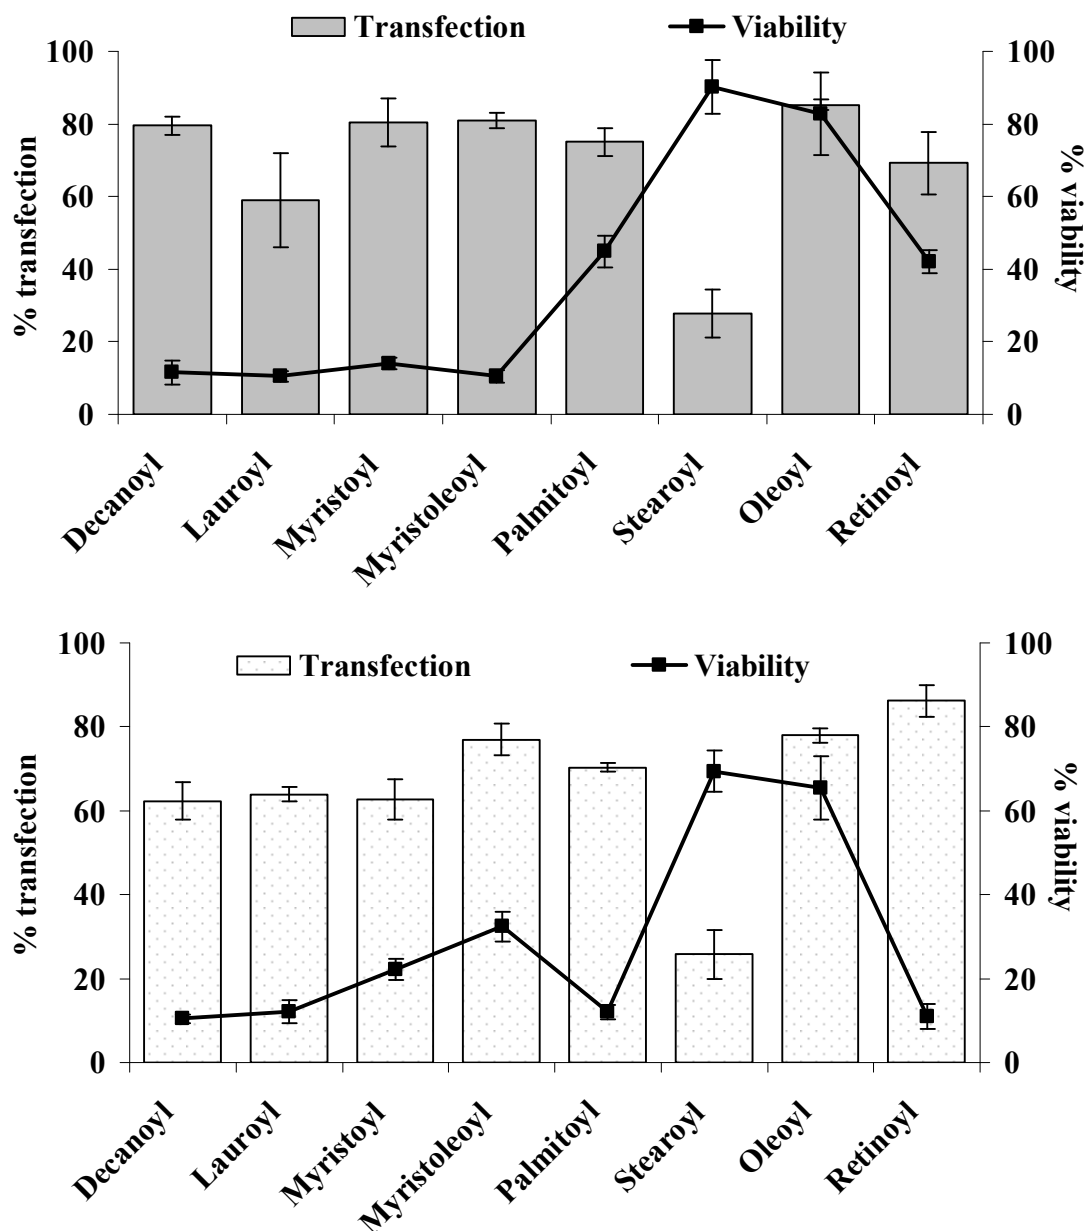 Transfection Viability
100 100
80 80
60 60
40 40
20 20
0 0
% transfection
% viability
Decanoyl
Lauroyl
Myristoyl
Myristoleoyl
Palmitoyl
Stearoyl
Oleoyl
Retinoyl
Transfection Viability
100 100
80 80
60 60
40 40
20 20
0 0
% transfection
% viability
Decanoyl
Lauroyl
Myristoyl
Myristoleoyl
Palmitoyl
Stearoyl
Oleoyl
Retinoyl